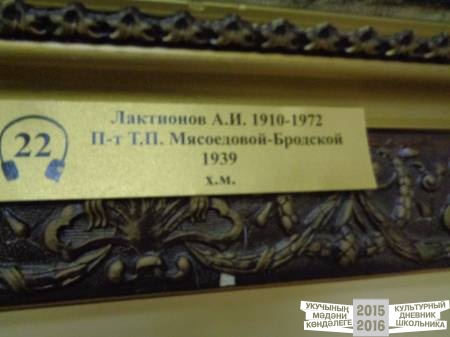 22
Лактионов А.И. 1910-1972
П-т Т.П. Мясоедовой-Бродской
1939
х.м.
УКУЧЫНЫҢ
МӘДӘНИ
КӨНДӘЛЕГЕ
2015
2016
КУЛЬТУРНЫЙ
ДНЕВНИК
ШКОЛЬНИКА